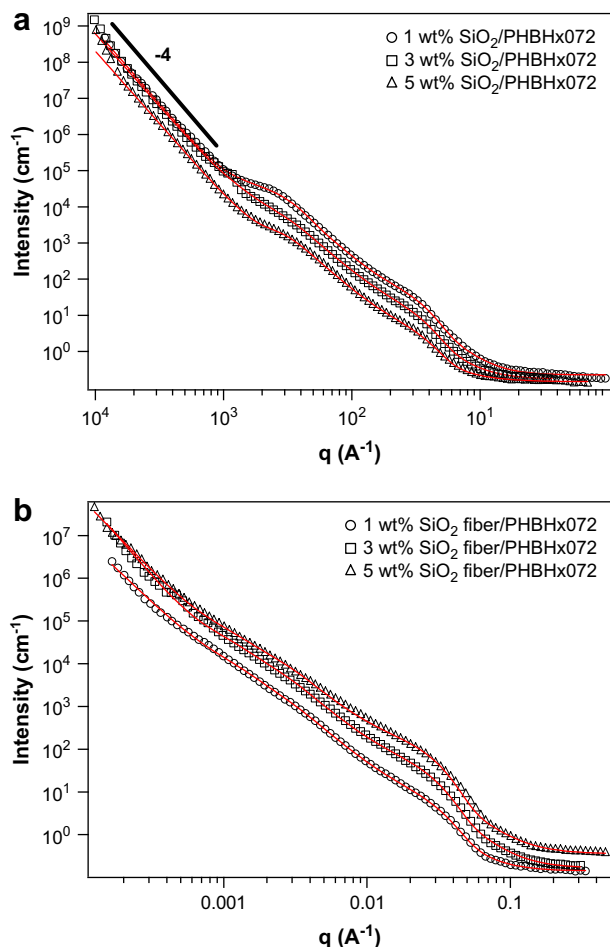 a
10⁹
10⁸
10⁷
10⁶
10⁵
10⁴
10³
10²
10¹
10⁰
Intensity (cm⁻¹)
-4
1 wt% SiO₂/PHBHx072
3 wt% SiO₂/PHBHx072
5 wt% SiO₂/PHBHx072
10⁴ 10³ 10² 10¹
q (A⁻¹)
b
10⁷
10⁶
10⁵
10⁴
10³
10²
10¹
10⁰
Intensity (cm⁻¹)
1 wt% SiO₂ fiber/PHBHx072
3 wt% SiO₂ fiber/PHBHx072
5 wt% SiO₂ fiber/PHBHx072
0.001 0.01 0.1
q (A⁻¹)